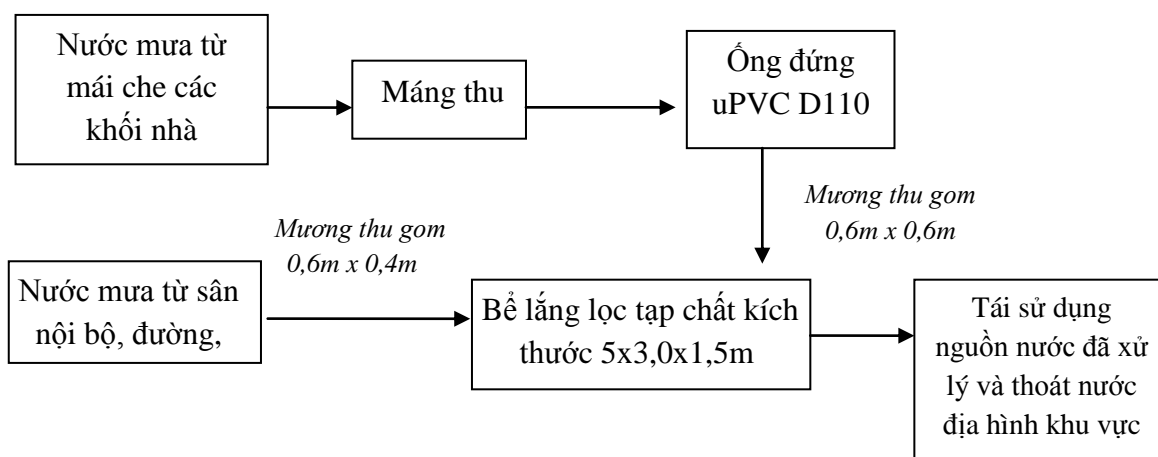 Nước mưa từ
mái che các
khối nhà
Máng thu
Ống đứng
uPVC D110
Mương thu gom
0,6m x 0,6m
Mương thu gom
0,6m x 0,4m
Nước mưa từ sân
nội bộ, đường,
Bể lắng lọc tạp chất kích
thước 5x3,0x1,5m
Tái sử dụng
nguồn nước đã xử
lý và thoát nước
địa hình khu vực